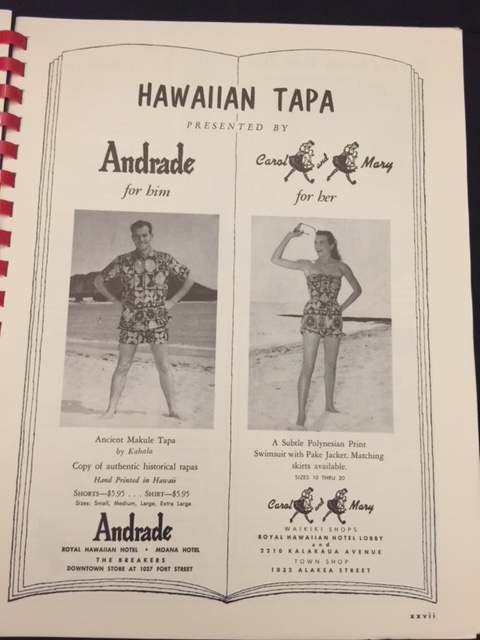 HAWAIIAN TAPA
PRESENTED BY
Andrade
for him
Ancient Makule Tapa
by Kahala
Copy of authentic historical tapas
Hand Printed in Hawaii
SHORTS—$5.95 . . . SHIRT—$5.95
Sizes: Small, Medium, Large, Extra Large
Andrade
ROYAL HAWAIIAN HOTEL • MOANA HOTEL
THE BREAKERS
DOWNTOWN STORE AT 1027 FORT STREET
Carol and Mary
for her
A Subtle Polynesian Print
Swimsuit with Pake Jacket. Matching
skirts available.
SIZES 10 THRU 20
Carol and Mary
WAIKIKI SHOPS
ROYAL HAWAIIAN HOTEL LOBBY
and
2210 KALAKAUA AVENUE
TOWN SHOP
1032 ALAKEA STREET
xxvii